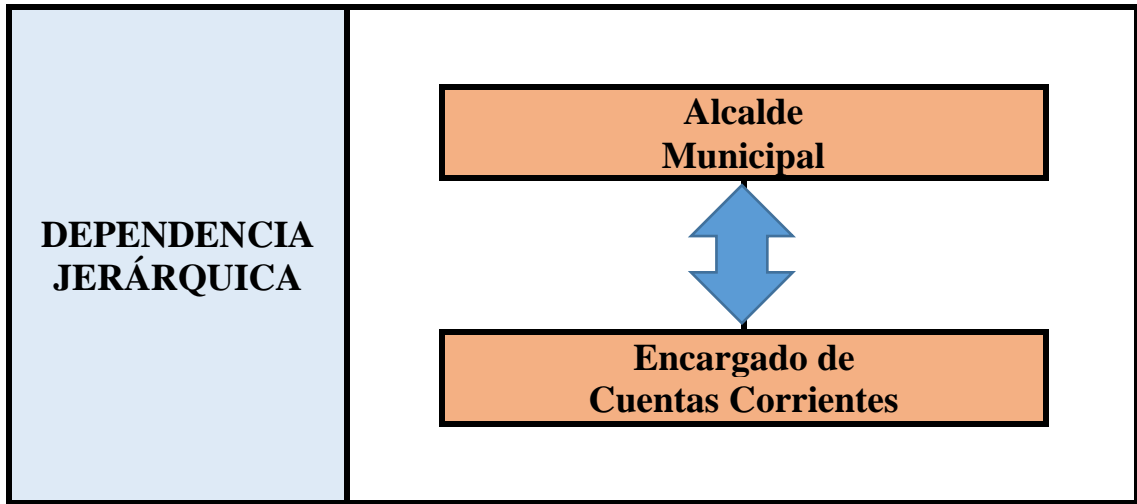 DEPENDENCIA
JERÁRQUICA
Alcalde
Municipal
Encargado de
Cuentas Corrientes